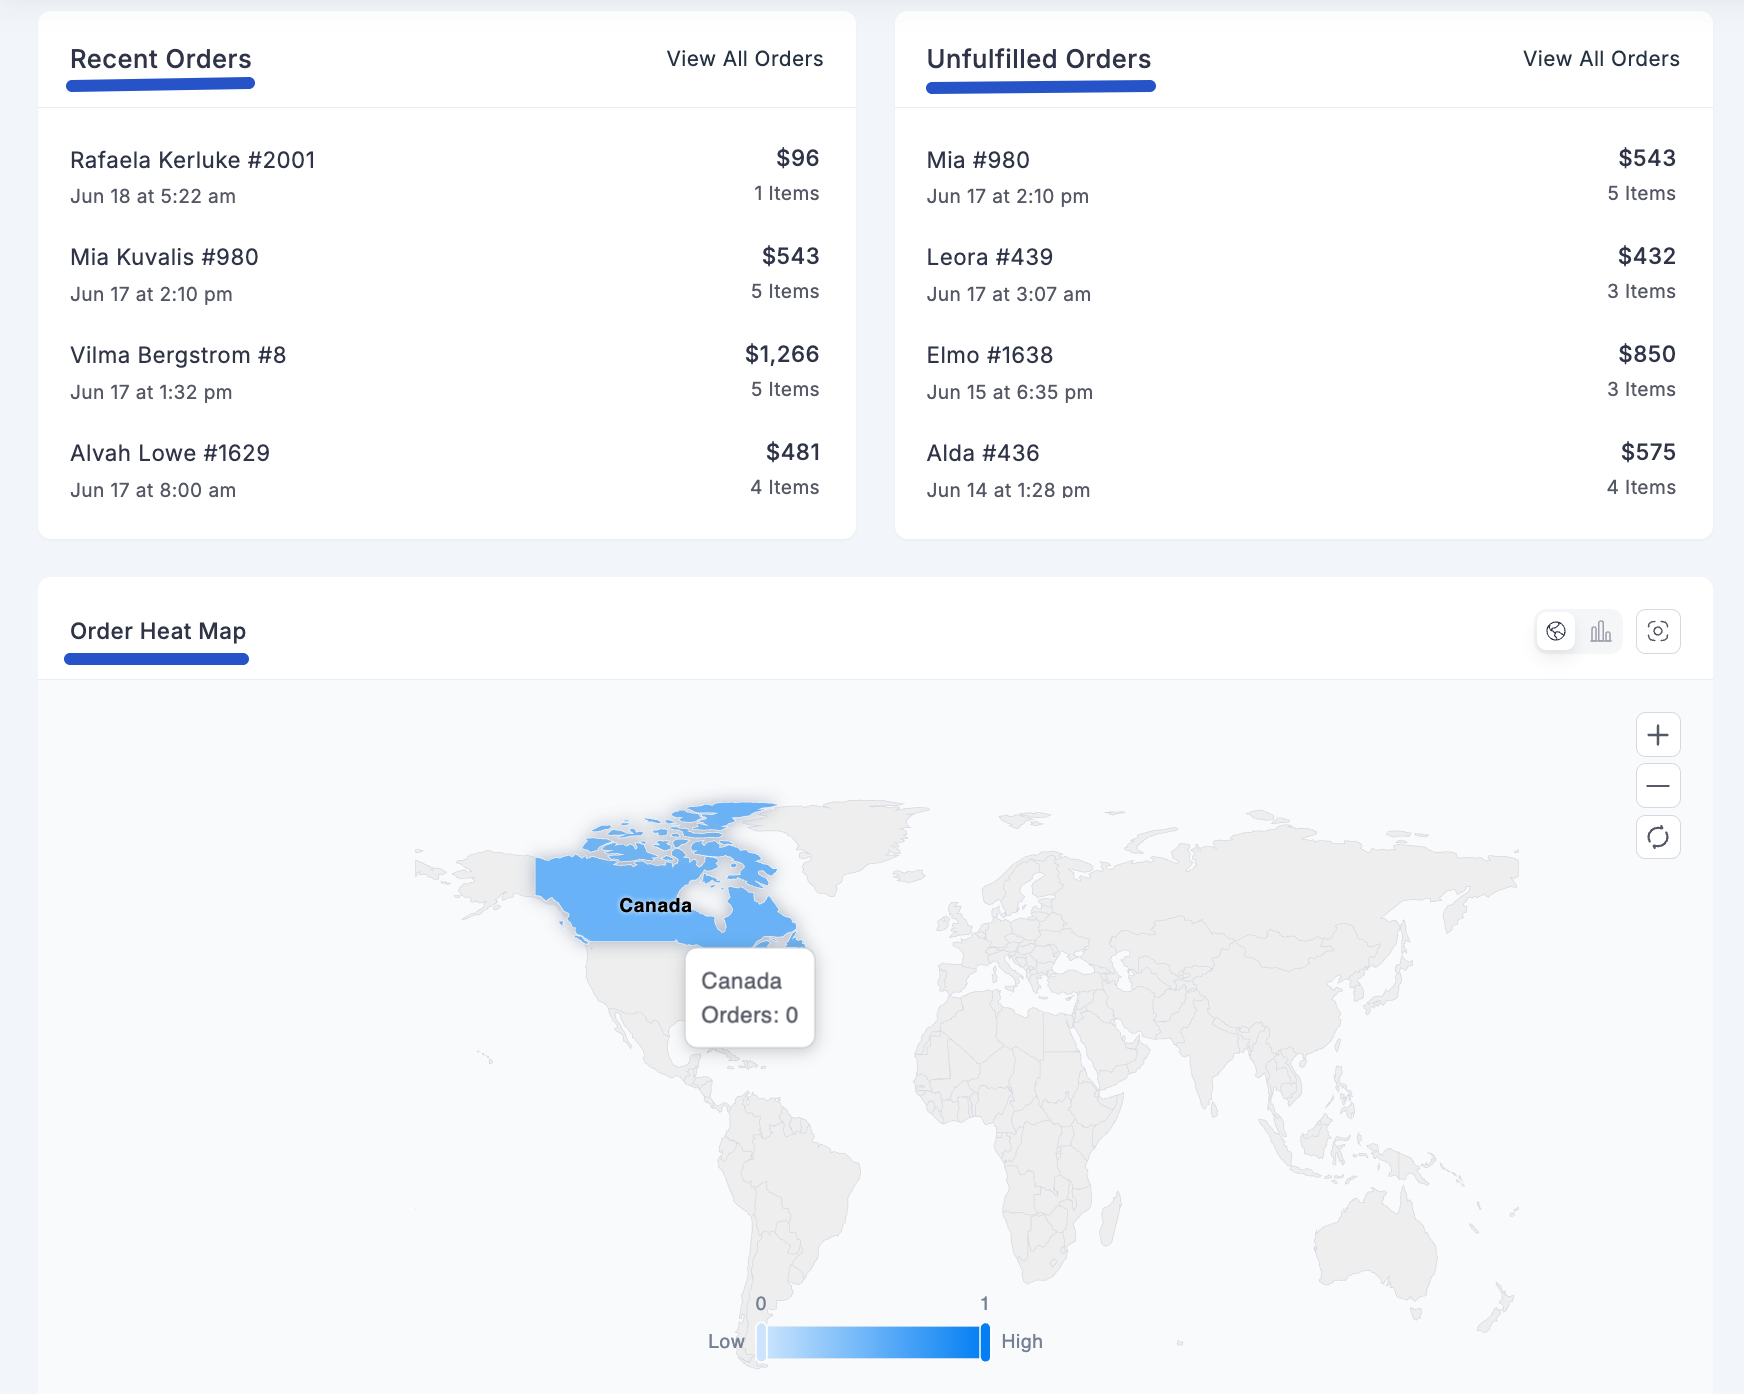 Recent Orders
View All Orders
Rafaela Kerluke #2001
$96
Jun 18 at 5:22 am
1 Items
Mia Kuvalis #980
$543
Jun 17 at 2:10 pm
5 Items
Vilma Bergstrom #8
$1,266
Jun 17 at 1:32 pm
5 Items
Alvah Lowe #1629
$481
Jun 17 at 8:00 am
4 Items
Unfulfilled Orders
View All Orders
Mia #980
$543
Jun 17 at 2:10 pm
5 Items
Leora #439
$432
Jun 17 at 3:07 am
3 Items
Elmo #1638
$850
Jun 15 at 6:35 pm
3 Items
Alda #436
$575
Jun 14 at 1:28 pm
4 Items
Order Heat Map
Canada
Canada
Orders: 0
0
1
Low
High